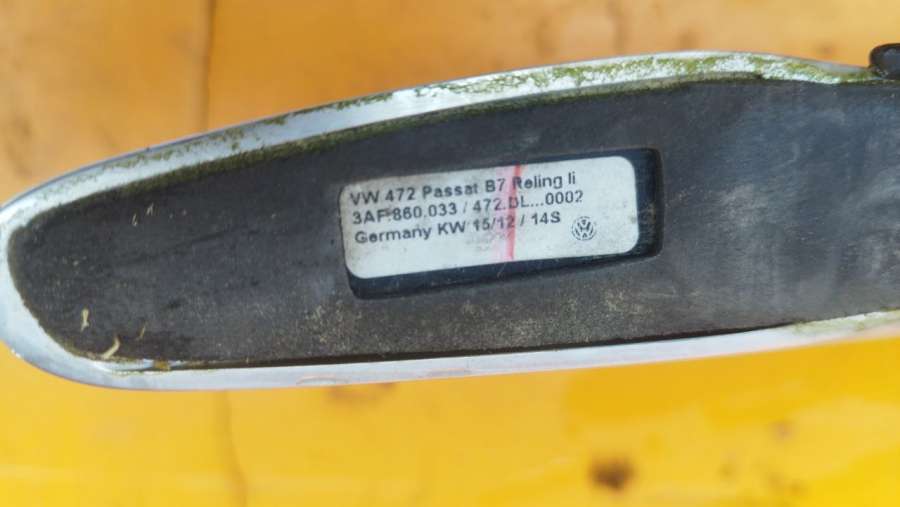 VW 472 Passat B7 Reling li
3AF.860.033 / 472.DL...0002
Germany KW 15/12 / 14S